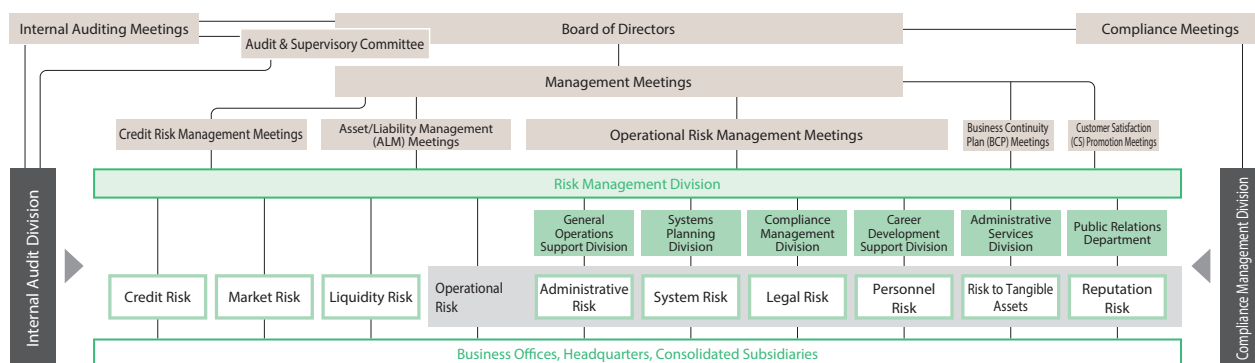 Internal Auditing Meetings
Board of Directors
Compliance Meetings
Audit & Supervisory Committee
Management Meetings
Credit Risk Management Meetings
Asset/Liability Management
(ALM) Meetings
Operational Risk Management Meetings
Business Continuity
Plan (BCP) Meetings
Customer Satisfaction
(CS) Promotion Meetings
Internal Audit Division
Risk Management Division
Compliance Management Division
General
Operations
Support Division
Systems
Planning
Division
Compliance
Management
Division
Career
Development
Support Division
Administrative
Services
Division
Public Relations
Department
Credit Risk
Market Risk
Liquidity Risk
Operational
Risk
Administrative
Risk
System Risk
Legal Risk
Personnel
Risk
Risk to Tangible
Assets
Reputation
Risk
Business Offices, Headquarters, Consolidated Subsidiaries